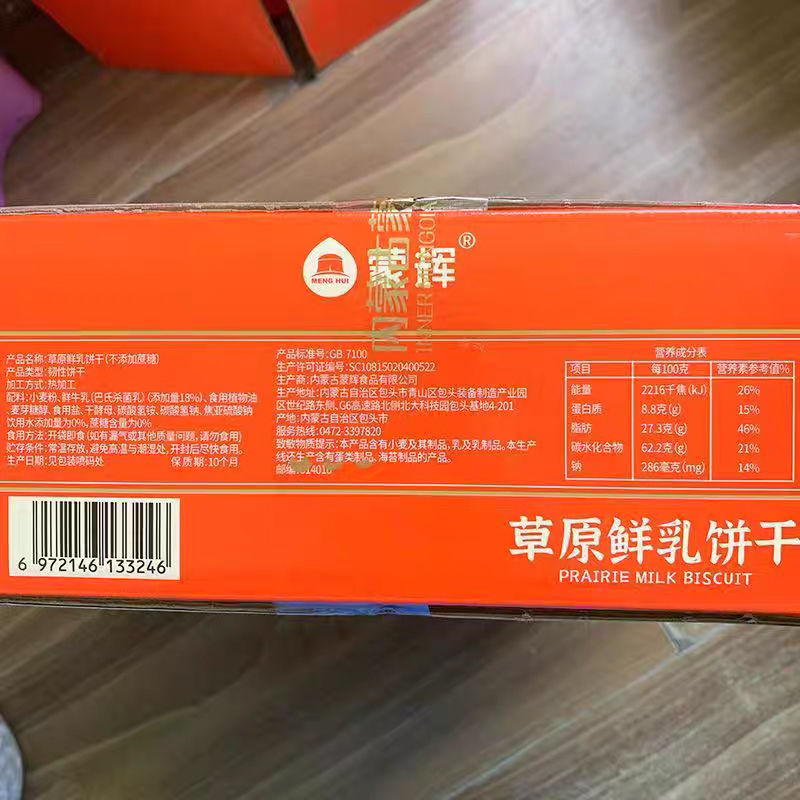 MENG HUI
蒙辉®
内蒙古
产品名称:草原鲜乳饼干(不添加蔗糖)
产品类型:韧性饼干
加工方式:热加工
配料:小麦粉、鲜牛乳(巴氏杀菌乳)(添加量18%)、食用植物油
、麦芽糖醇、食用盐、干酵母、碳酸氢铵、碳酸氢钠、焦亚硫酸钠
饮用水添加量为0%,蔗糖含量为0%
食用方法:开袋即食(如有漏气或其他质量问题,请勿食用)
贮存条件:常温存放,避免高温与潮湿处,开封后尽快食用。
生产日期:见包装喷码处 保质期:10个月
产品标准号:GB 7100
生产许可证编号:SC10815020400522
生产商:内蒙古蒙辉食品有限公司
生产地址:内蒙古自治区包头市青山区包头装备制造产业园
区世纪路东侧、G6高速路北侧北大科技园包头基地4-201
产地:内蒙古自治区包头市
服务热线:0472-3397820
致敏物质提示:本产品含有小麦及其制品,乳及乳制品。本生产
线还生产含有蛋类制品、海苔制品的产品。
邮编:014010
营养成分表
项目 每100克 营养素参考值%
能量 2216千焦(kJ) 26%
蛋白质 8.8克(g) 15%
脂肪 27.3克(g) 46%
碳水化合物 62.2克(g) 21%
钠 286毫克(mg) 14%
6 972146 133246
草原鲜乳饼干
PRAIRIE MILK BISCUIT